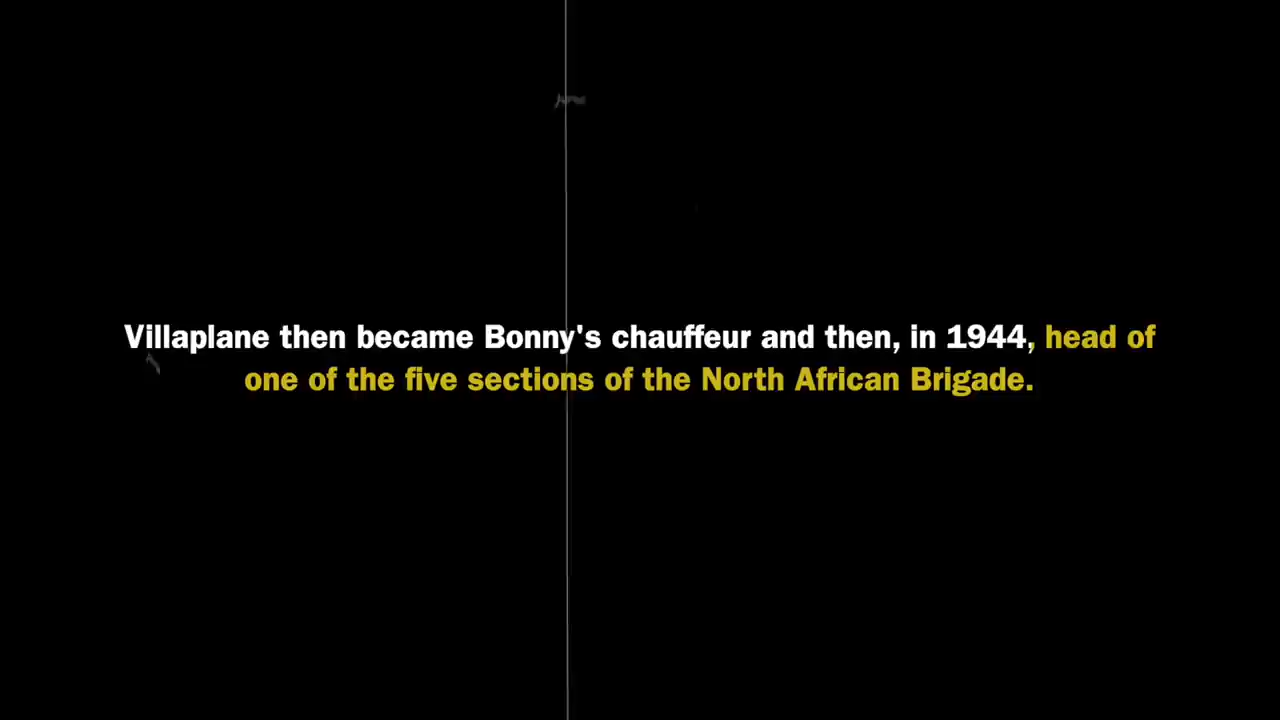 Villaplane then became Bonny's chauffeur and then, in 1944, head of
one of the five sections of the North African Brigade.